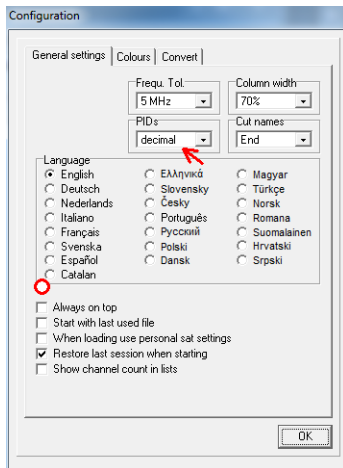 Configuration
General settings
Colours
Convert
Frequ. Tol.
Column width
5 MHz
70%
PIDs
Cut names
decimal
End
Language
English
Ελληνικά
Magyar
Deutsch
Slovensky
Türkçe
Nederlands
Česky
Norsk
Italiano
Português
Romana
Français
Русский
Suomalainen
Svenska
Polski
Hrvatski
Español
Dansk
Srpski
Catalan
Always on top
Start with last used file
When loading use personal sat settings
Restore last session when starting
Show channel count in lists
OK